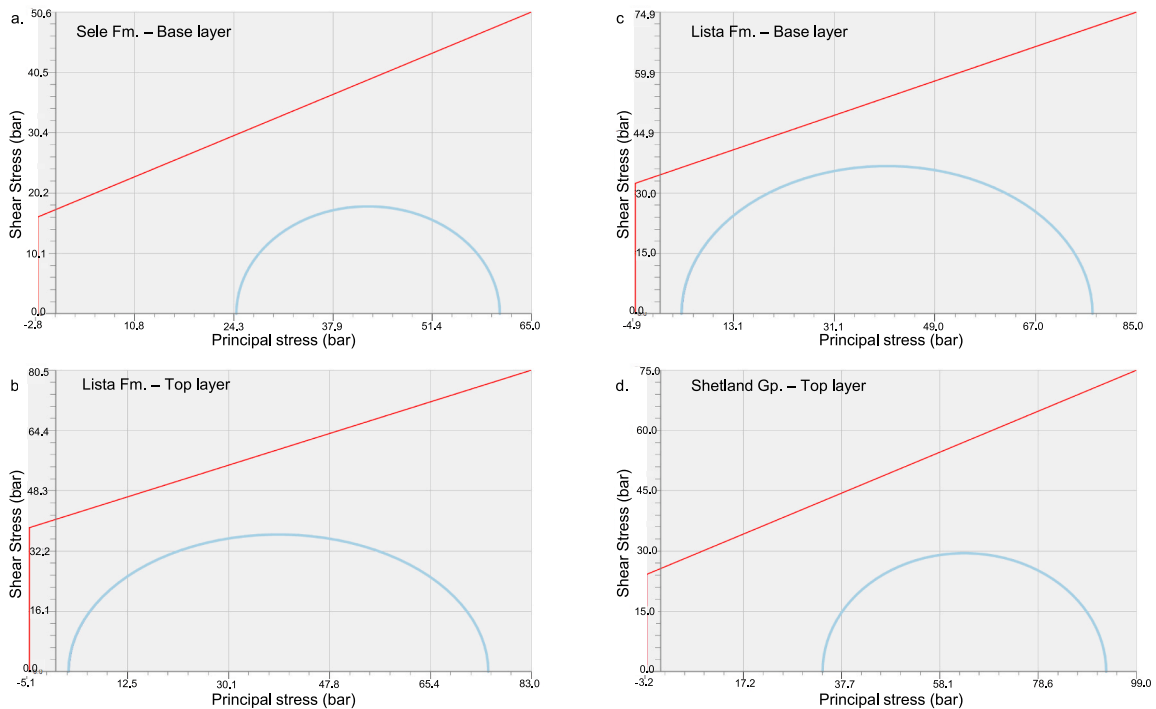 a.
Sele Fm. – Base layer
Shear Stress (bar)
50,6
40,5
30,4
20,2
10,1
0.0
-2.8 10.8 24.3 37.9 51.4 65.0
Principal stress (bar)
c
Lista Fm. – Base layer
Shear Stress (bar)
74,9
59,9
44,9
30.0
15.0
0.0
-4.9 13.1 31.1 49.0 67.0 85.0
Principal stress (bar)
b
Lista Fm. – Top layer
Shear Stress (bar)
80,5
64,4
48,3
32,2
16,1
0.0
-5,1 12,5 30,1 47,8 65,4 83.0
Principal stress (bar)
d.
Shetland Gp. – Top layer
Shear Stress (bar)
75.0
60.0
45.0
30.0
15.0
0.0
-3.2 17.2 37.7 58.1 78.6 99.0
Principal stress (bar)